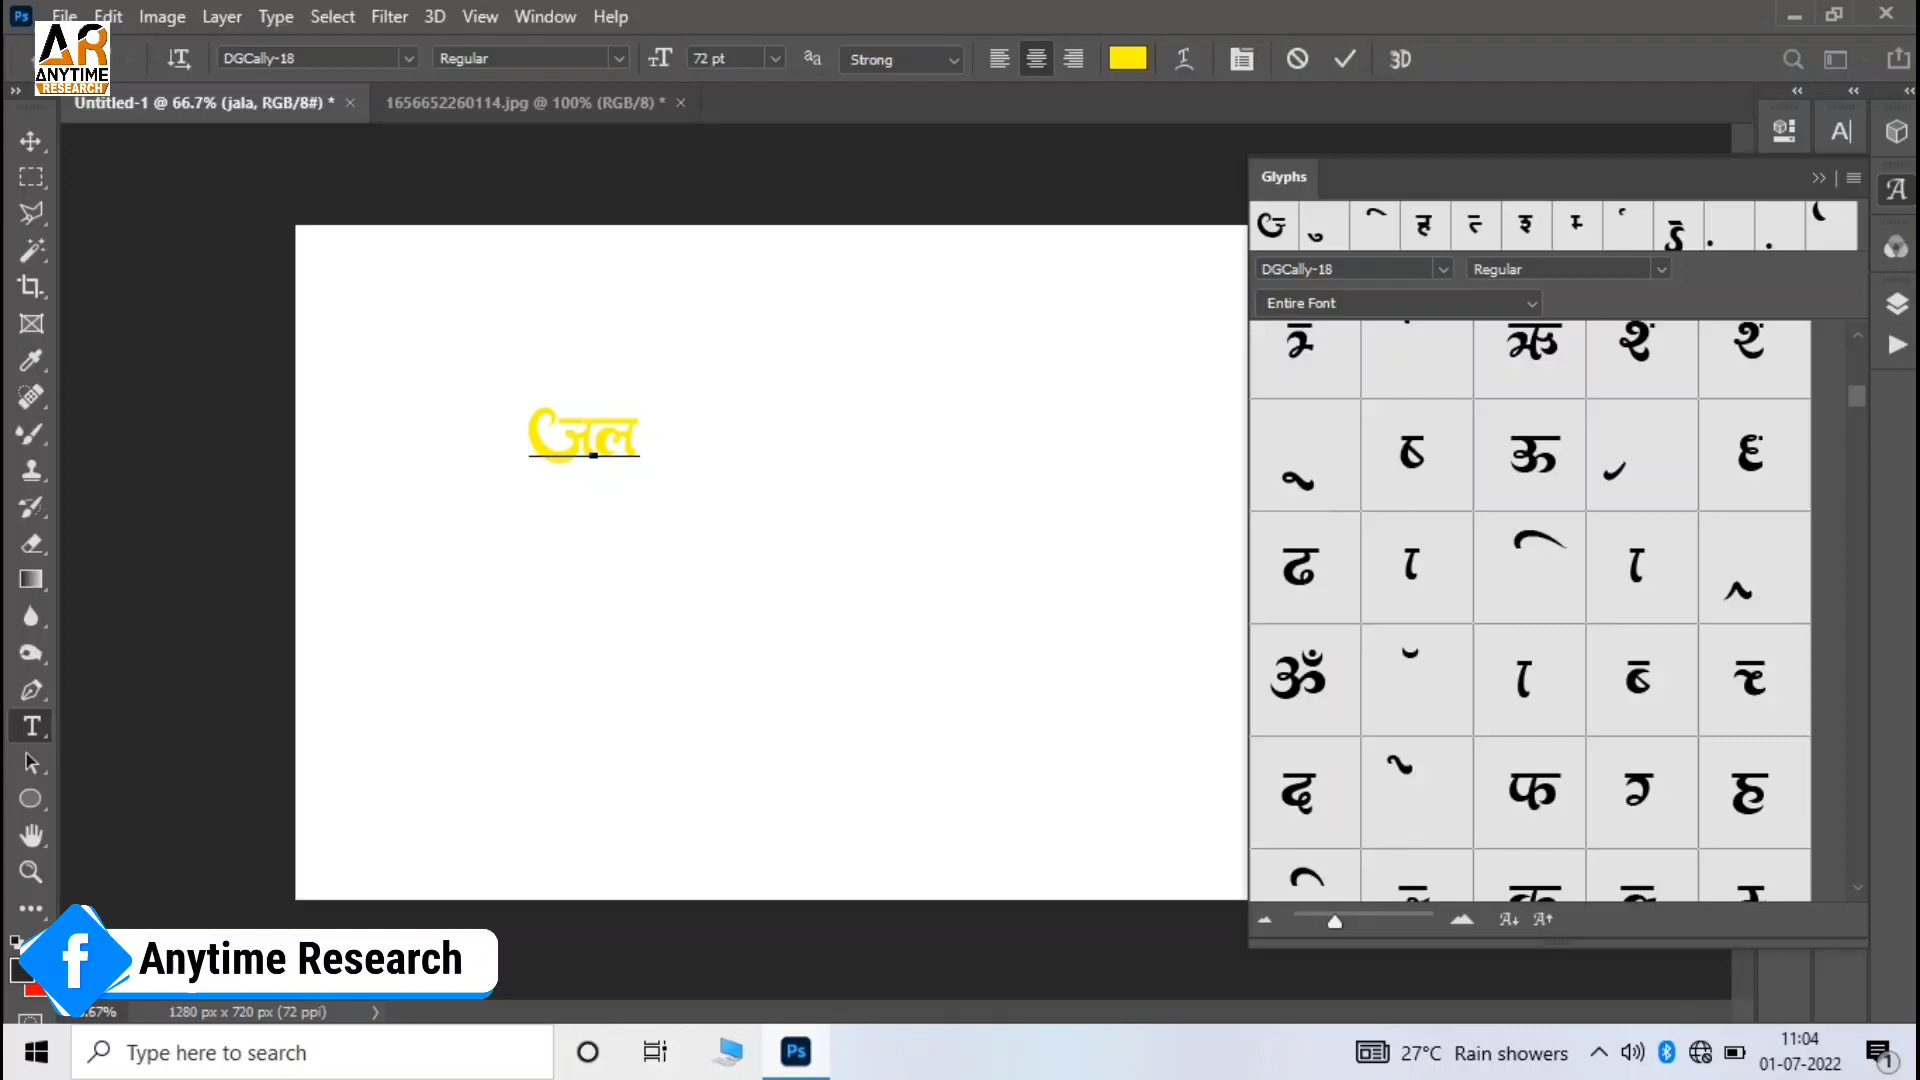 File Edit Image Layer Type Select Filter 3D View Window Help
AR
ANYTIME
RESEARCH
DGCally-18 Regular 72 pt Strong 3D
Untitled-1 @ 66.7% (jala, RGB/8#) * 1656652260114.jpg @ 100% (RGB/8) *
Glyphs
DGCally-18 Regular
Entire Font
जल
ठ ऊ
ढ
ॐ
द फ ह
Anytime Research
1280 px x 720 px (72 ppi)
Type here to search
Ps
27°C Rain showers
11:04
01-07-2022